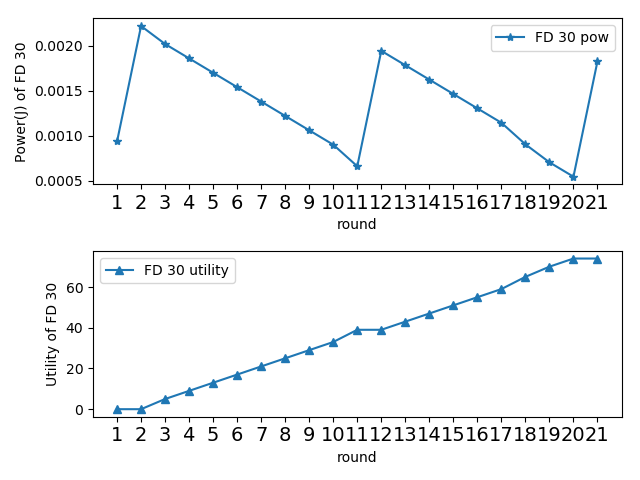 FD 30 pow
Power(J) of FD 30
0.0020
0.0015
0.0010
0.0005
1 2 3 4 5 6 7 8 9 10 11 12 13 14 15 16 17 18 19 20 21
round
FD 30 utility
Utility of FD 30
60
40
20
0
1 2 3 4 5 6 7 8 9 10 11 12 13 14 15 16 17 18 19 20 21
round